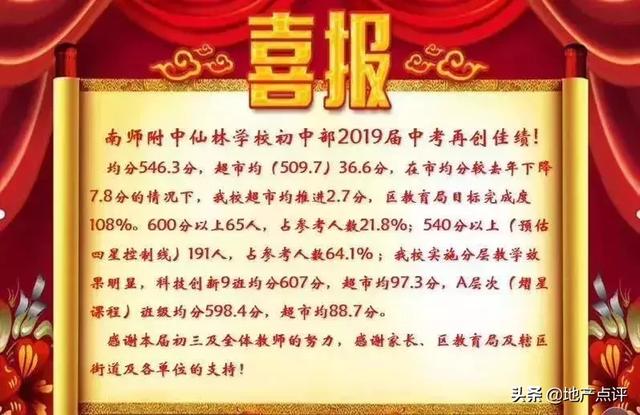 喜报
南师附中仙林学校初中部2019届中考再创佳绩！
均分546.3分，超市均（509.7）36.6分，在市均分较去年下降
7.8分的情况下，我校超市均推进2.7分，区教育局目标完成度
108%。600分以上65人，占参考人数21.8%；540分以上（预估
四星控制线）191人，占参考人数64.1%；我校实施分层教学效
果明显，科技创新9班均分607分，超市均97.3分，A层次（熠星
课程）班级均分598.4分，超市均88.7分。
感谢本届初三及全体教师的努力，感谢家长、区教育局及辖区
街道及各单位的支持！
头条 @地产点评